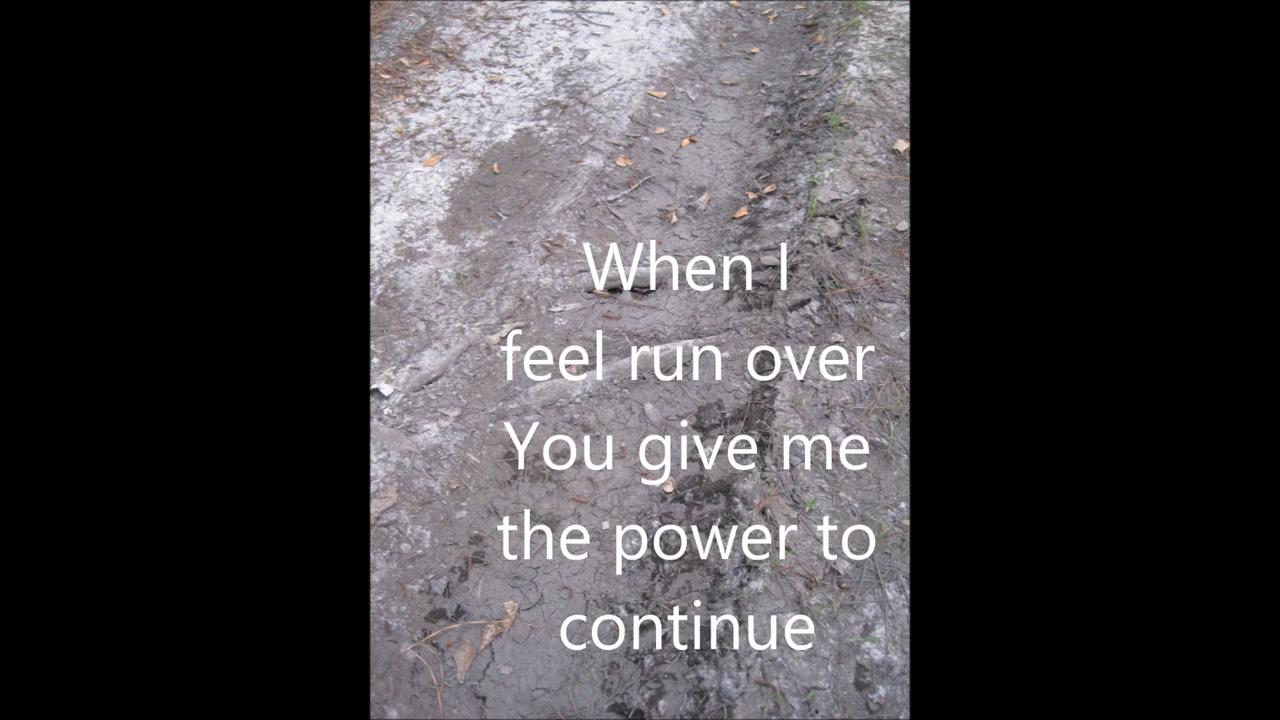 When I
feel run over
You give me
the power to
continue